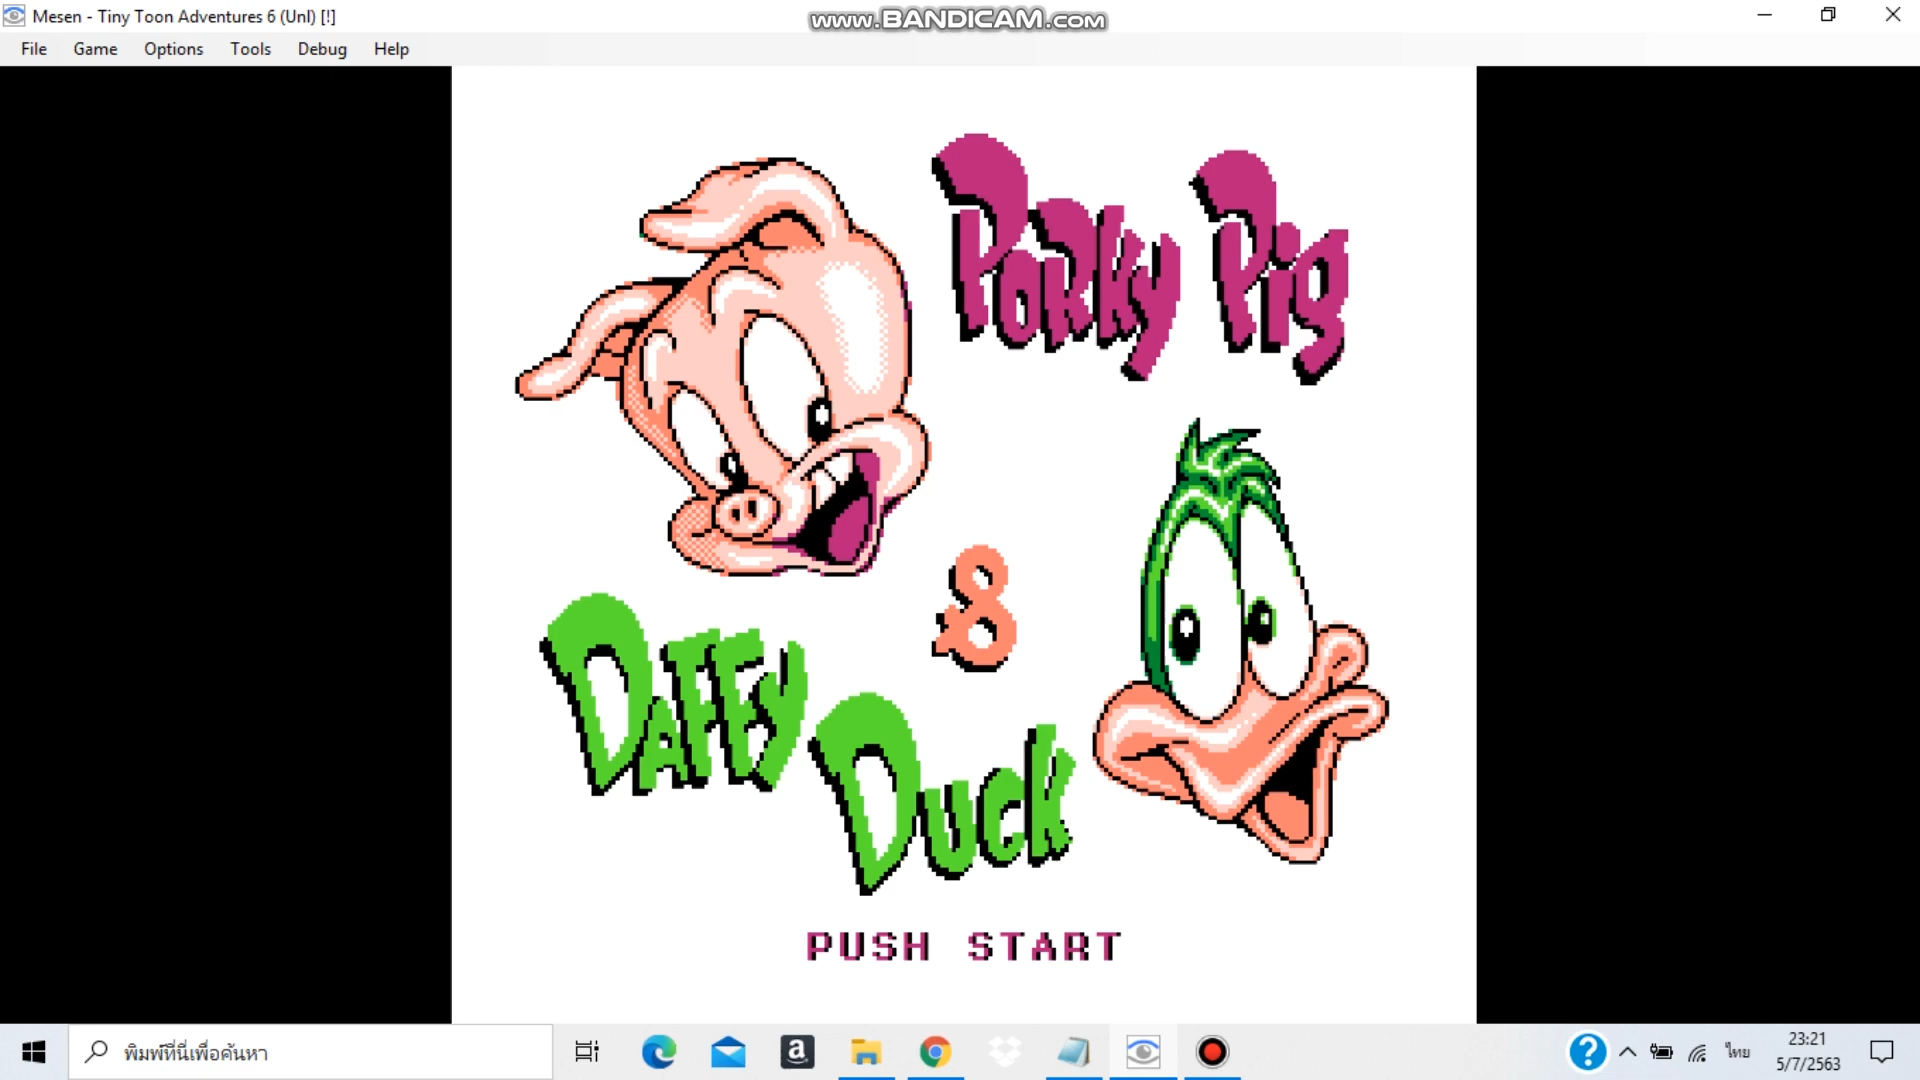 Mesen - Tiny Toon Adventures 6 (Unl) [!]
www.BANDICAM.com
File Game Options Tools Debug Help
Porky Pig
&
Daffy
Duck
PUSH START
พิมพ์ที่นี่เพื่อค้นหา
a
?
ไทย
23:21
5/7/2563